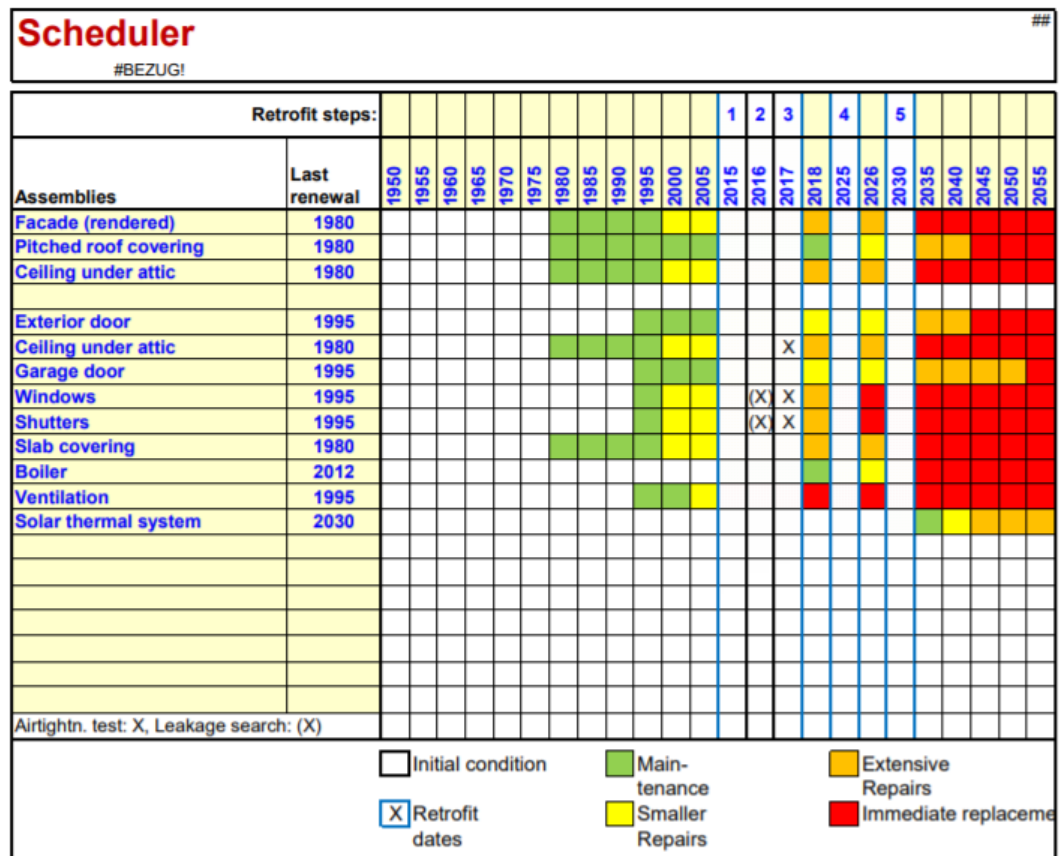 Scheduler
##
#BEZUG!
Retrofit steps: 1 2 3 4 5
Assemblies Last renewal 1950 1955 1960 1965 1970 1975 1980 1985 1990 1995 2000 2005 2015 2016 2017 2018 2025 2026 2030 2035 2040 2045 2050 2055
Facade (rendered) 1980
Pitched roof covering 1980
Ceiling under attic 1980
Exterior door 1995
Ceiling under attic 1980 X
Garage door 1995
Windows 1995 (X) X
Shutters 1995 (X) X
Slab covering 1980
Boiler 2012
Ventilation 1995
Solar thermal system 2030
Airtightn. test: X, Leakage search: (X)
Initial condition
Main-
tenance
Extensive
Repairs
X Retrofit
dates
Smaller
Repairs
Immediate replaceme